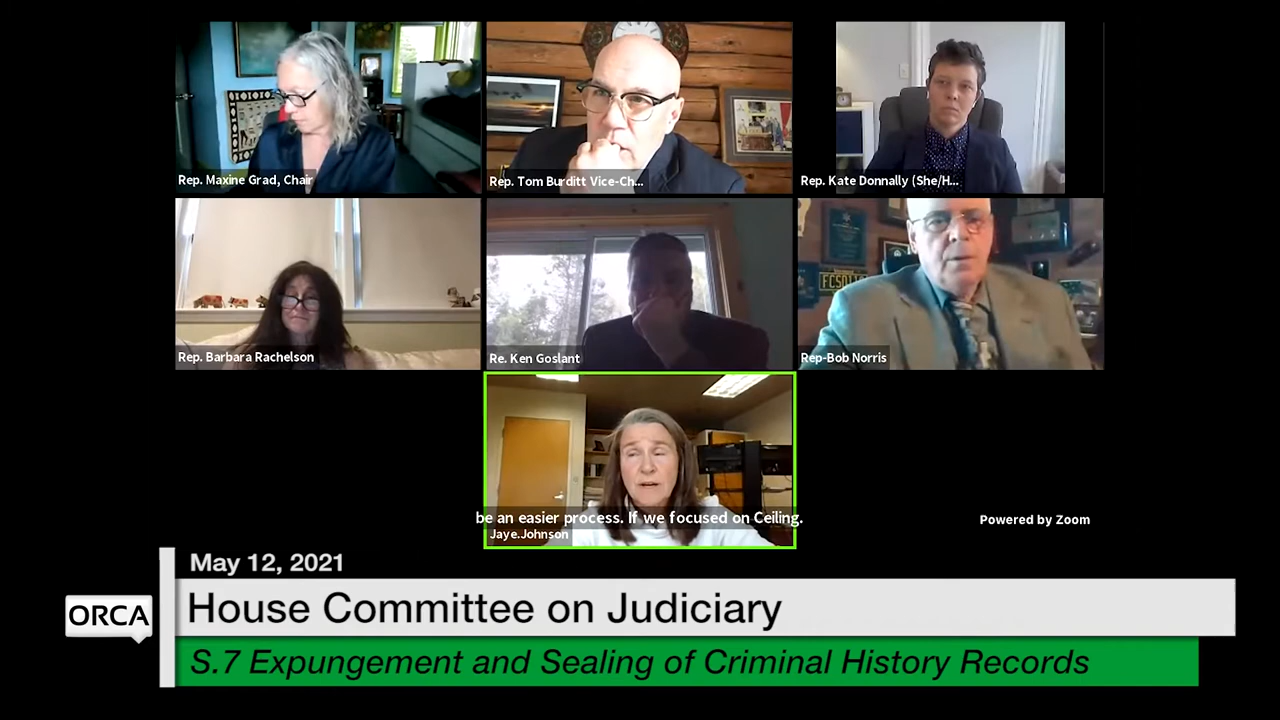 Rep. Maxine Grad, Chair
Rep. Tom Burditt Vice-Ch...
Rep. Kate Donnally (She/H...
FCSO11
Rep. Barbara Rachelson
Re. Ken Goslant
Rep-Bob Norris
be an easier process. If we focused on Ceiling.
Jaye.Johnson
Powered by Zoom
May 12, 2021
ORCA
House Committee on Judiciary
S.7 Expungement and Sealing of Criminal History Records